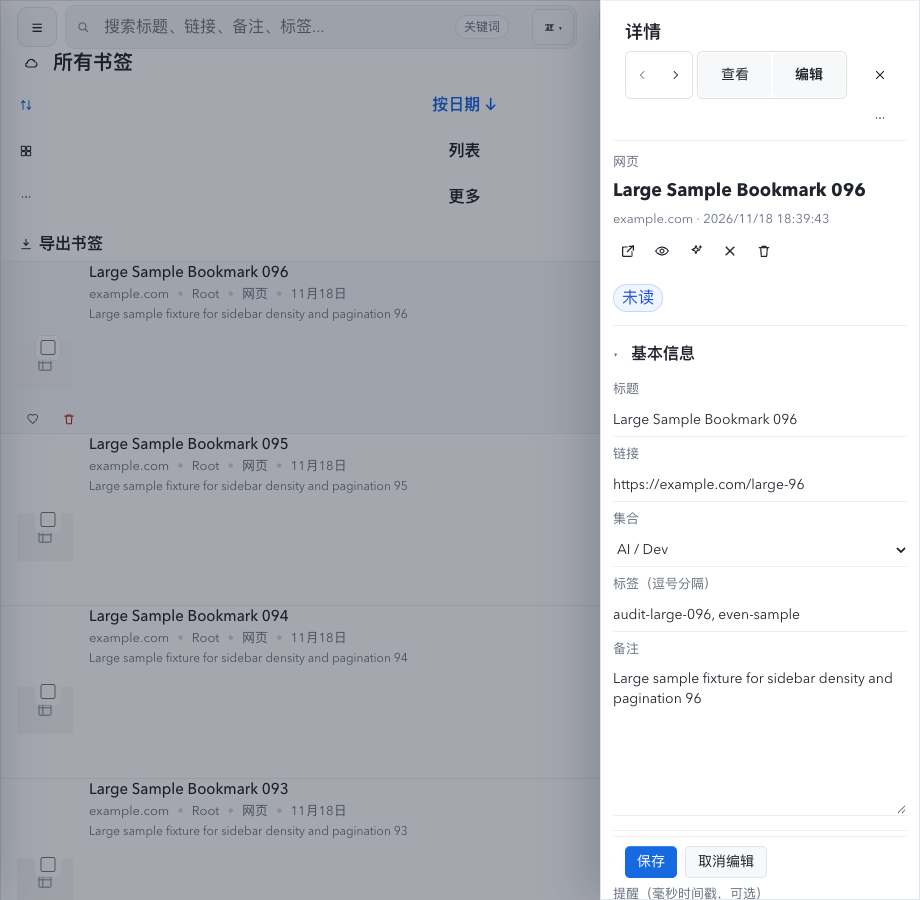 搜索标题、链接、备注、标签...
关键词
所有书签
按日期 ↓
列表
更多
导出书签
Large Sample Bookmark 096
example.com • Root • 网页 • 11月18日
Large sample fixture for sidebar density and pagination 96
Large Sample Bookmark 095
example.com • Root • 网页 • 11月18日
Large sample fixture for sidebar density and pagination 95
Large Sample Bookmark 094
example.com • Root • 网页 • 11月18日
Large sample fixture for sidebar density and pagination 94
Large Sample Bookmark 093
example.com • Root • 网页 • 11月18日
Large sample fixture for sidebar density and pagination 93
详情
查看
编辑
...
网页
Large Sample Bookmark 096
example.com · 2026/11/18 18:39:43
未读
基本信息
标题
Large Sample Bookmark 096
链接
https://example.com/large-96
集合
AI / Dev
标签（逗号分隔）
audit-large-096, even-sample
备注
Large sample fixture for sidebar density and
pagination 96
保存
取消编辑
提醒（毫秒时间戳，可选）